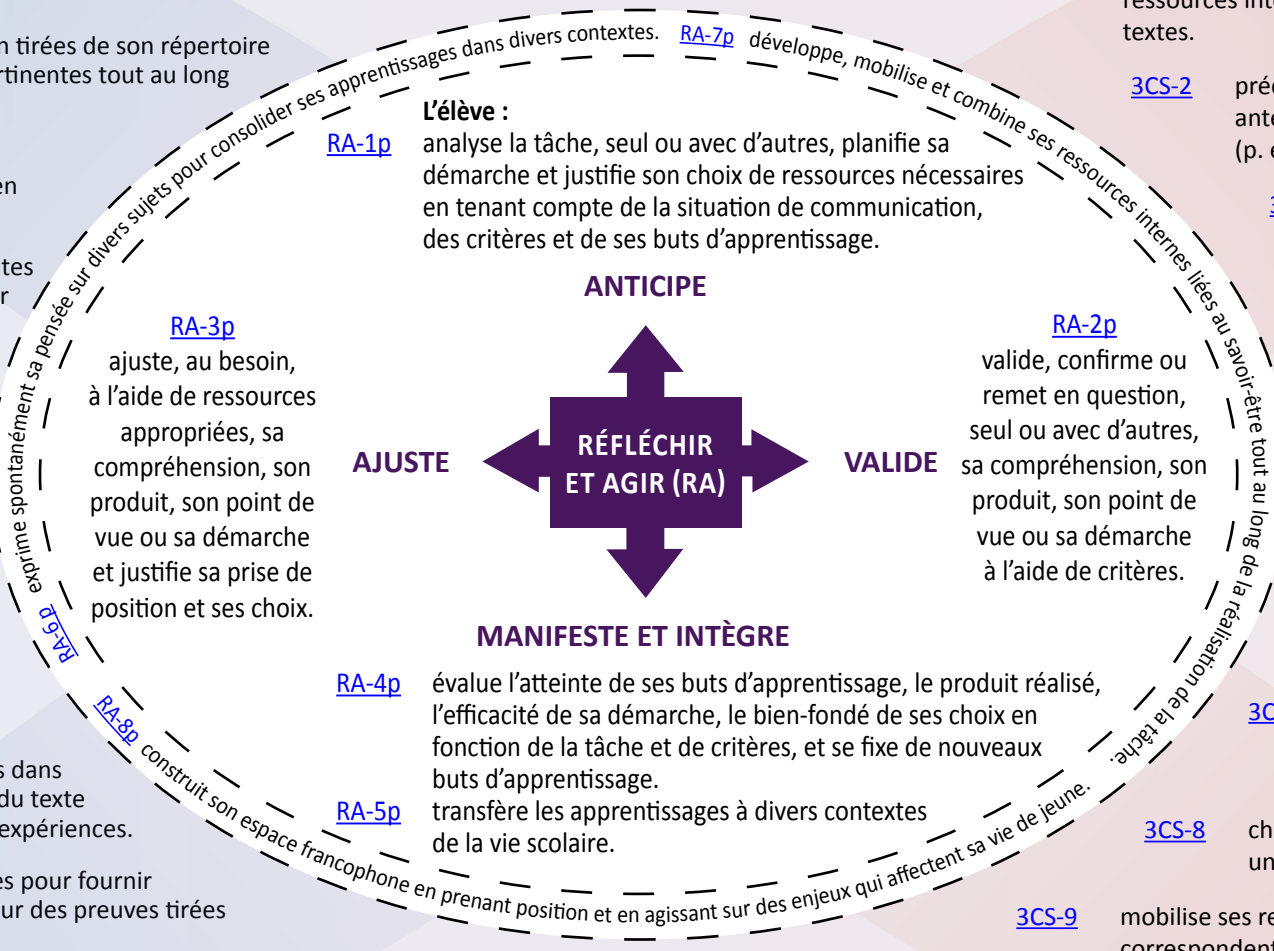 n tirées de son répertoire
rtinentes tout au long
en
tes
r
s dans
du texte
expériences.
es pour fournir
ur des preuves tirées
RA-6p exprime spontanément sa pensée sur divers sujets pour consolider ses apprentissages dans divers contextes.
RA-7p développe, mobilise et combine ses ressources internes liées au savoir-être tout au long de la réalisation de la tâche.
L’élève :
RA-1p analyse la tâche, seul ou avec d’autres, planifie sa
démarche et justifie son choix de ressources nécessaires
en tenant compte de la situation de communication,
des critères et de ses buts d’apprentissage.
ANTICIPE
RA-3p
ajuste, au besoin,
à l’aide de ressources
appropriées, sa
compréhension, son
produit, son point de
vue ou sa démarche
et justifie sa prise de
position et ses choix.
AJUSTE
RÉFLÉCHIR
ET AGIR (RA)
VALIDE
RA-2p
valide, confirme ou
remet en question,
seul ou avec d’autres,
sa compréhension, son
produit, son point de
vue ou sa démarche
à l’aide de critères.
MANIFESTE ET INTÈGRE
RA-4p évalue l’atteinte de ses buts d’apprentissage, le produit réalisé,
l’efficacité de sa démarche, le bien-fondé de ses choix en
fonction de la tâche et de critères, et se fixe de nouveaux
buts d’apprentissage.
RA-5p transfère les apprentissages à divers contextes
de la vie scolaire.
RA-8p construit son espace francophone en prenant position et en agissant sur des enjeux qui affectent sa vie de jeune.
textes.
3CS-2 pré
ante
(p. e
3
3C
3CS-8 ch
un
3CS-9 mobilise ses re
correspondent